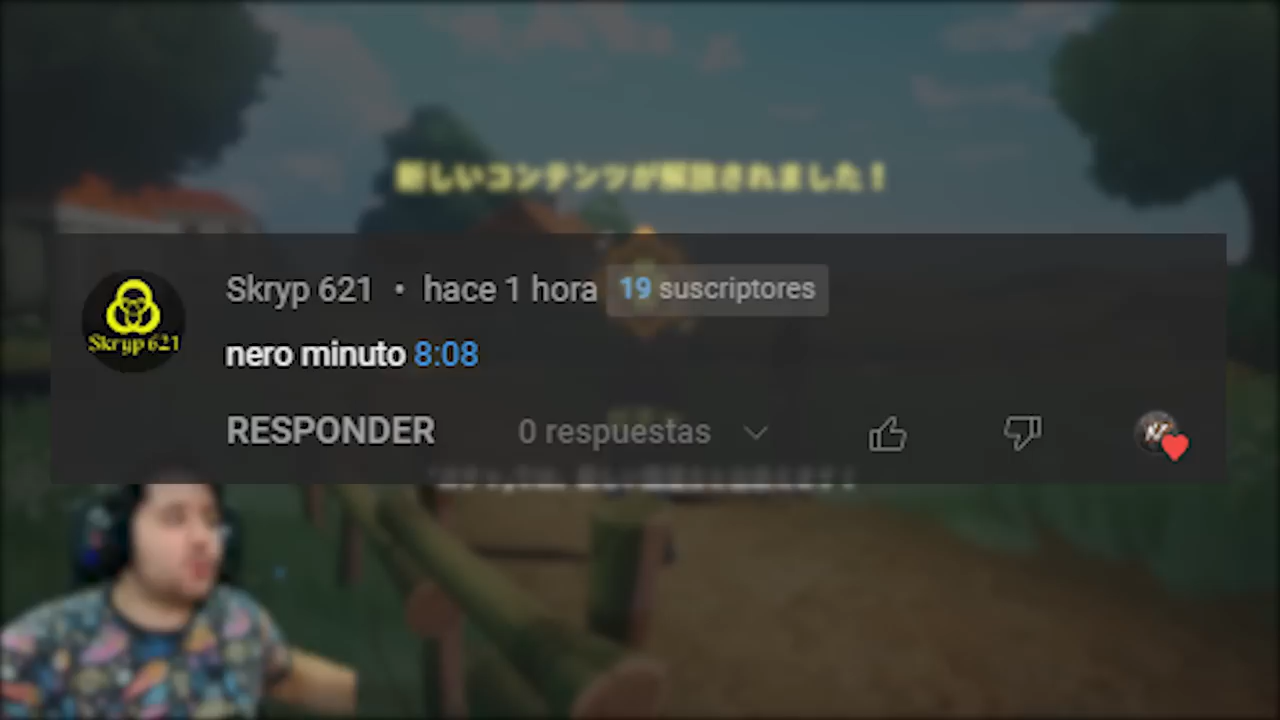 新しいコンテンツが解放されました！
Skryp 621 • hace 1 hora 19 suscriptores
Skryp 621
nero minuto 8:08
RESPONDER 0 respuestas